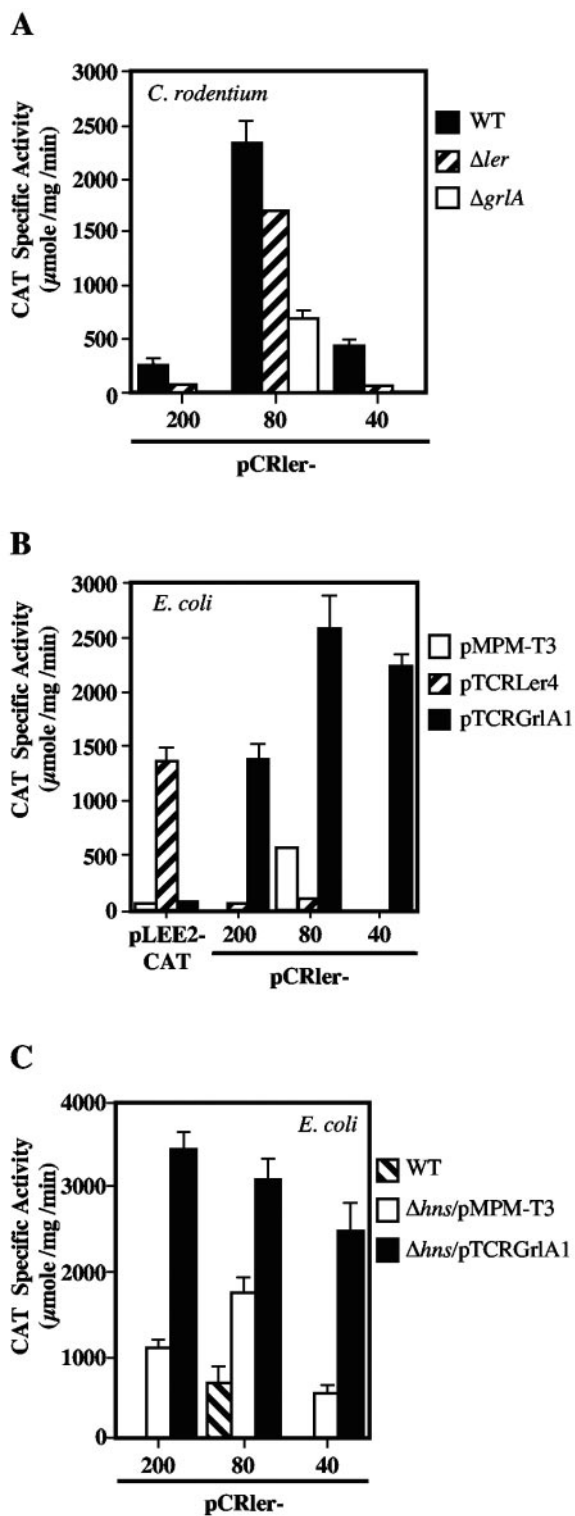 A
CAT Specific Activity
(µmole /mg /min)
3000
2500
2000
1500
1000
500
0
C. rodentium
WT
Δler
ΔgrlA
200 80 40
pCRler-
B
CAT Specific Activity
(µmole /mg /min)
3000
2500
2000
1500
1000
500
0
E. coli
pMPM-T3
pTCRLer4
pTCRGrlA1
pLEE2-
CAT
200 80 40
pCRler-
C
CAT Specific Activity
(µmole /mg /min)
4000
3000
2000
1000
0
E. coli
WT
Δhns/pMPM-T3
Δhns/pTCRGrlA1
200 80 40
pCRler-